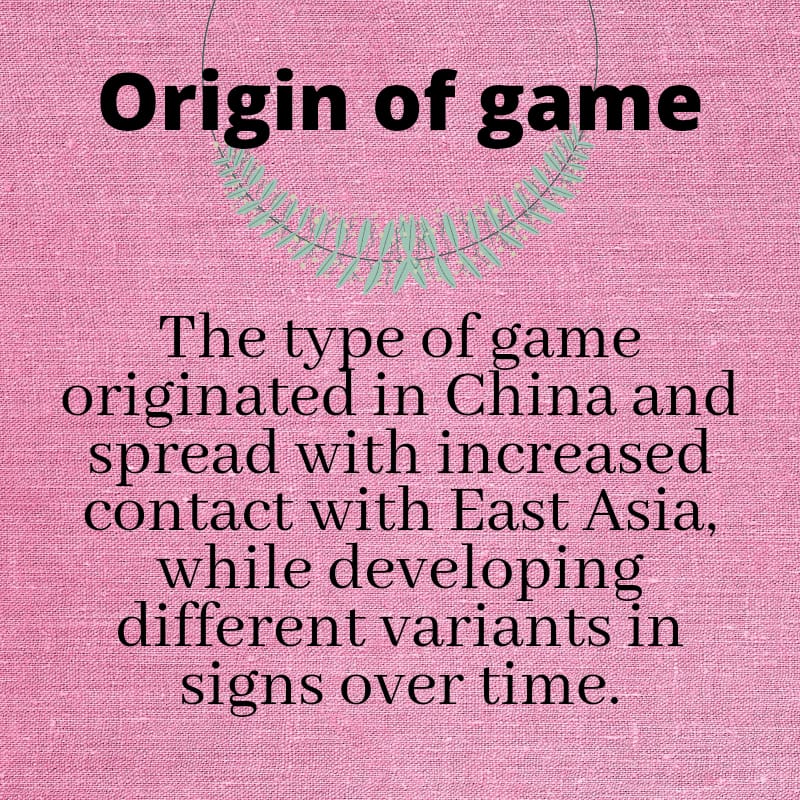 Origin of game
The type of game
originated in China and
spread with increased
contact with East Asia,
while developing
different variants in
signs over time.